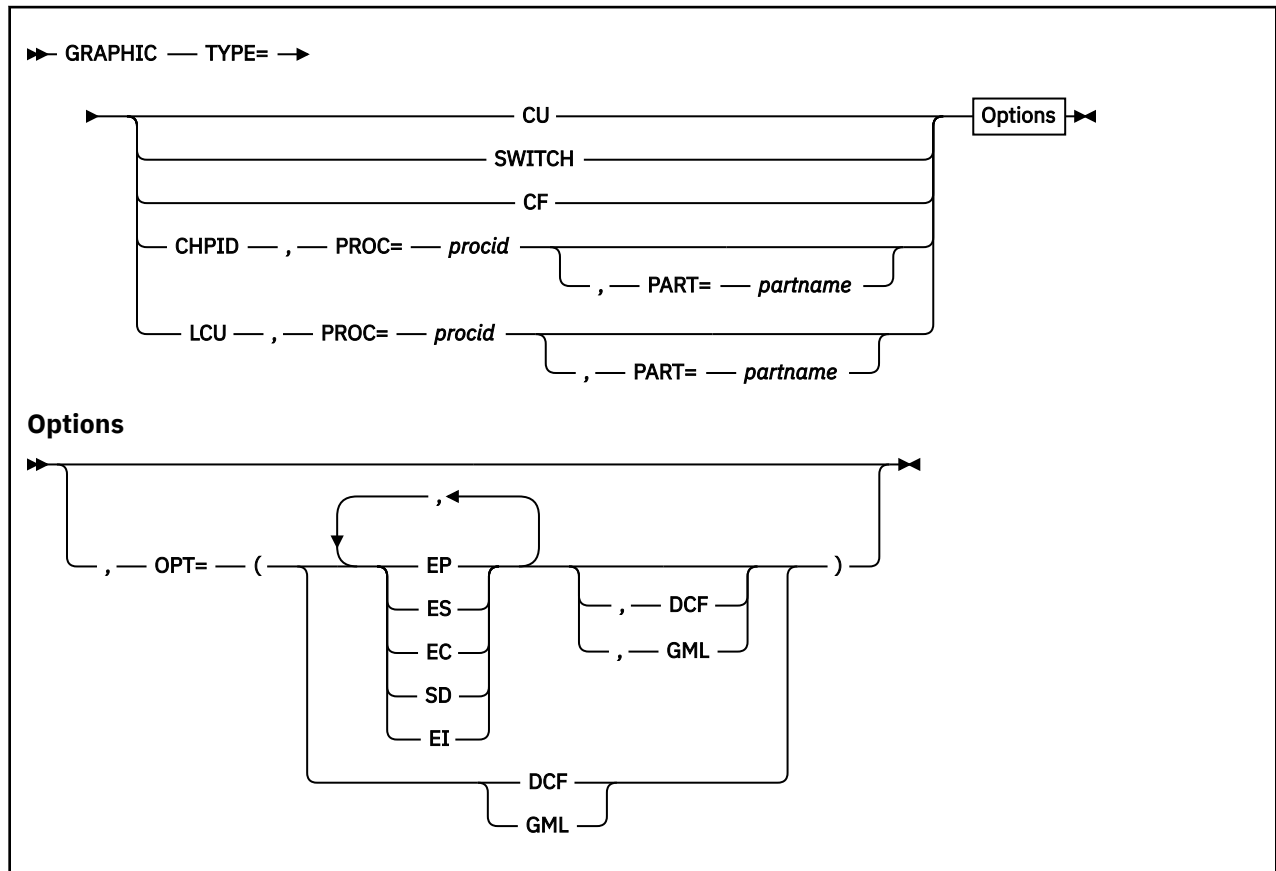 GRAPHIC TYPE=
CU Options
SWITCH
CF
CHPID , PROC= procid
, PART= partname
LCU , PROC= procid
, PART= partname
Options
,
, OPT= ( EP )
ES , DCF
EC , GML
SD
EI
DCF
GML